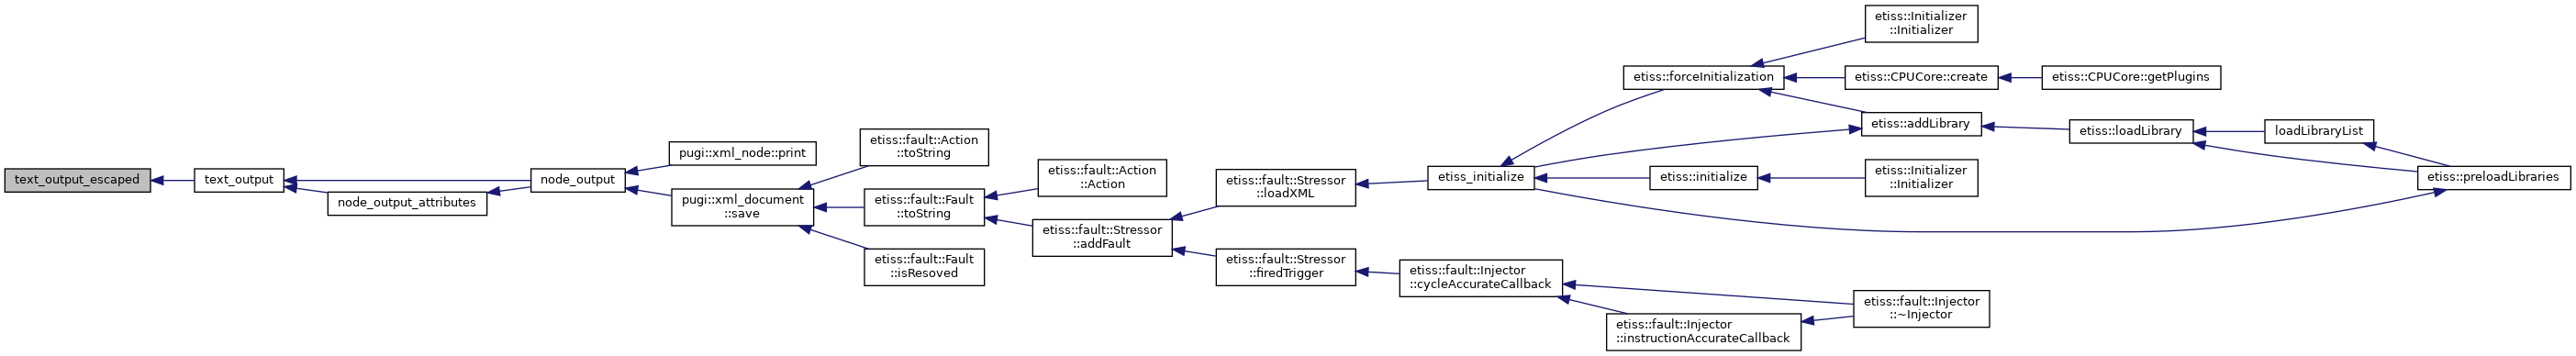 text_output_escaped
text_output
node_output_attributes
node_output
pugi::xml_node::print
pugi::xml_document
::save
etiss::fault::Action
::toString
etiss::fault::Fault
::toString
etiss::fault::Fault
::isResoved
etiss::fault::Action
::Action
etiss::fault::Stressor
::addFault
etiss::fault::Stressor
::loadXML
etiss::fault::Stressor
::firedTrigger
etiss_initialize
etiss::fault::Injector
::cycleAccurateCallback
etiss::forceInitialization
etiss::initialize
etiss::fault::Injector
::instructionAccurateCallback
etiss::Initializer
::Initializer
etiss::CPUCore::create
etiss::addLibrary
etiss::Initializer
::Initializer
etiss::fault::Injector
::~Injector
etiss::CPUCore::getPlugins
etiss::loadLibrary
loadLibraryList
etiss::preloadLibraries